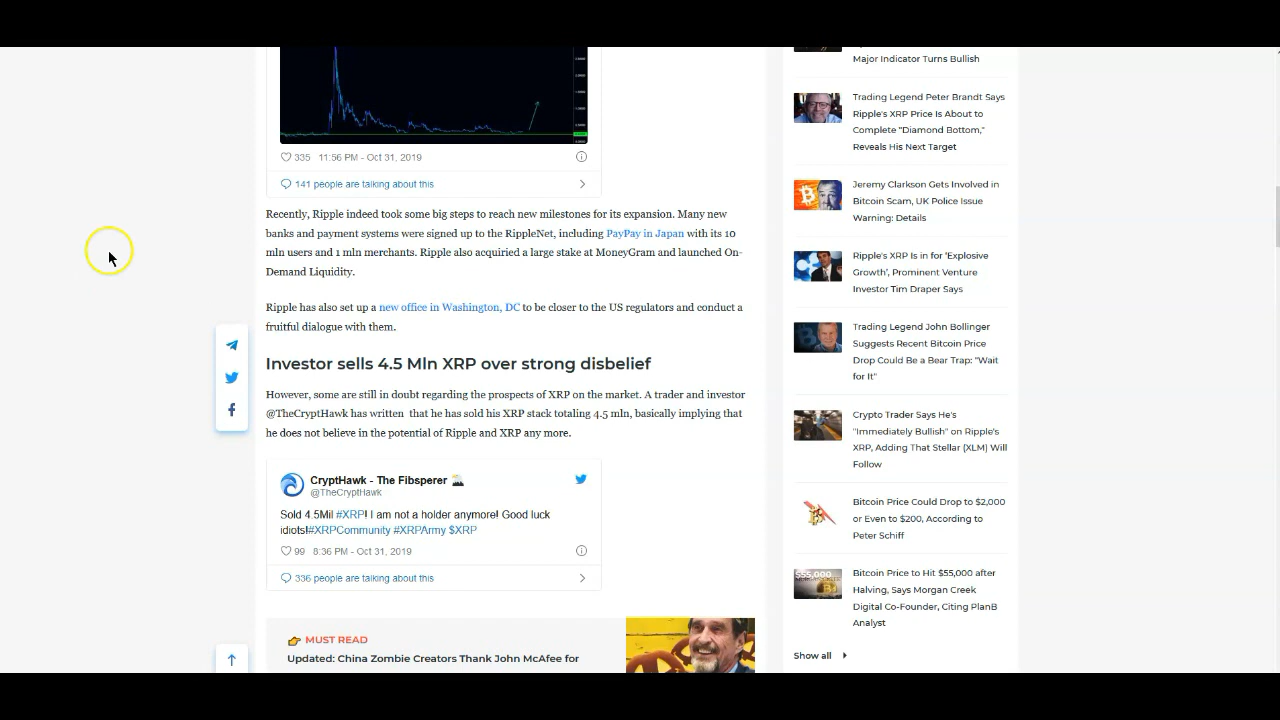 335 11:56 PM - Oct 31, 2019
141 people are talking about this
Recently, Ripple indeed took some big steps to reach new milestones for its expansion. Many new
banks and payment systems were signed up to the RippleNet, including PayPay in Japan with its 10
mln users and 1 mln merchants. Ripple also acquiried a large stake at MoneyGram and launched On-
Demand Liquidity.
Ripple has also set up a new office in Washington, DC to be closer to the US regulators and conduct a
fruitful dialogue with them.
Investor sells 4.5 Mln XRP over strong disbelief
However, some are still in doubt regarding the prospects of XRP on the market. A trader and investor
@TheCryptHawk has written that he has sold his XRP stack totaling 4.5 mln, basically implying that
he does not believe in the potential of Ripple and XRP any more.
CryptHawk - The Fibsperer
@TheCryptHawk
Sold 4.5Mil #XRP! I am not a holder anymore! Good luck
idiots!#XRPCommunity #XRPArmy $XRP
99 8:36 PM - Oct 31, 2019
336 people are talking about this
MUST READ
Updated: China Zombie Creators Thank John McAfee for
Major Indicator Turns Bullish
Trading Legend Peter Brandt Says
Ripple's XRP Price Is About to
Complete "Diamond Bottom,"
Reveals His Next Target
Jeremy Clarkson Gets Involved in
Bitcoin Scam, UK Police Issue
Warning: Details
Ripple's XRP Is in for 'Explosive
Growth', Prominent Venture
Investor Tim Draper Says
Trading Legend John Bollinger
Suggests Recent Bitcoin Price
Drop Could Be a Bear Trap: "Wait
for It"
Crypto Trader Says He's
"Immediately Bullish" on Ripple's
XRP, Adding That Stellar (XLM) Will
Follow
Bitcoin Price Could Drop to $2,000
or Even to $200, According to
Peter Schiff
$55,000
Bitcoin Price to Hit $55,000 after
Halving, Says Morgan Creek
Digital Co-Founder, Citing PlanB
Analyst
Show all